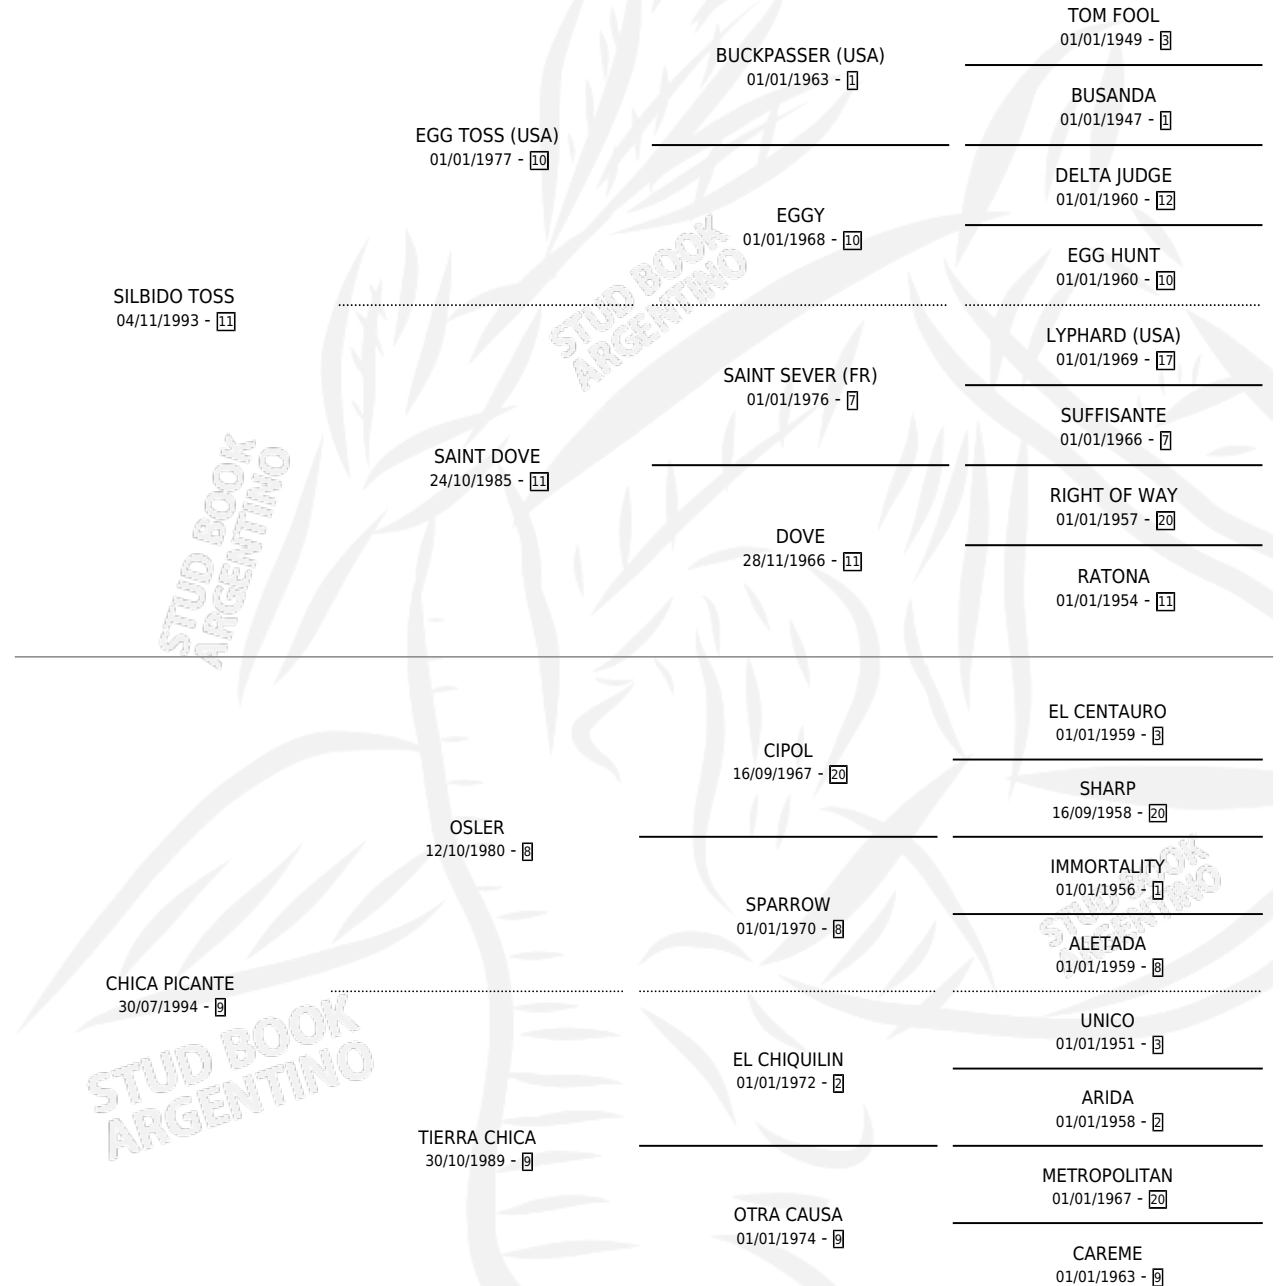 TOM FOOL
01/01/1949 - 3
BUCKPASSER (USA)
01/01/1963 - 1
BUSANDA
01/01/1947 - 1
EGG TOSS (USA)
01/01/1977 - 10
DELTA JUDGE
01/01/1960 - 12
EGGY
01/01/1968 - 10
EGG HUNT
01/01/1960 - 10
SILBIDO TOSS
04/11/1993 - 11
LYPHARD (USA)
01/01/1969 - 17
SAINT SEVER (FR)
01/01/1976 - 7
SUFFISANTE
01/01/1966 - 7
SAINT DOVE
24/10/1985 - 11
RIGHT OF WAY
01/01/1957 - 20
DOVE
28/11/1966 - 11
RATONA
01/01/1954 - 11
STUD BOOK
ARGENTINO
STUD BOOK
ARGENTINO
EL CENTAURO
01/01/1959 - 3
CIPOL
16/09/1967 - 20
SHARP
16/09/1958 - 20
OSLER
12/10/1980 - 8
IMMORTALITY
01/01/1956 - 1
SPARROW
01/01/1970 - 8
ALETADA
01/01/1959 - 8
CHICA PICANTE
30/07/1994 - 9
UNICO
01/01/1951 - 3
EL CHIQUILIN
01/01/1972 - 2
ARIDA
01/01/1958 - 2
TIERRA CHICA
30/10/1989 - 9
METROPOLITAN
01/01/1967 - 20
OTRA CAUSA
01/01/1974 - 9
CAREME
01/01/1963 - 9
STUD BOOK
ARGENTINO
STUD BOOK
ARGENTINO